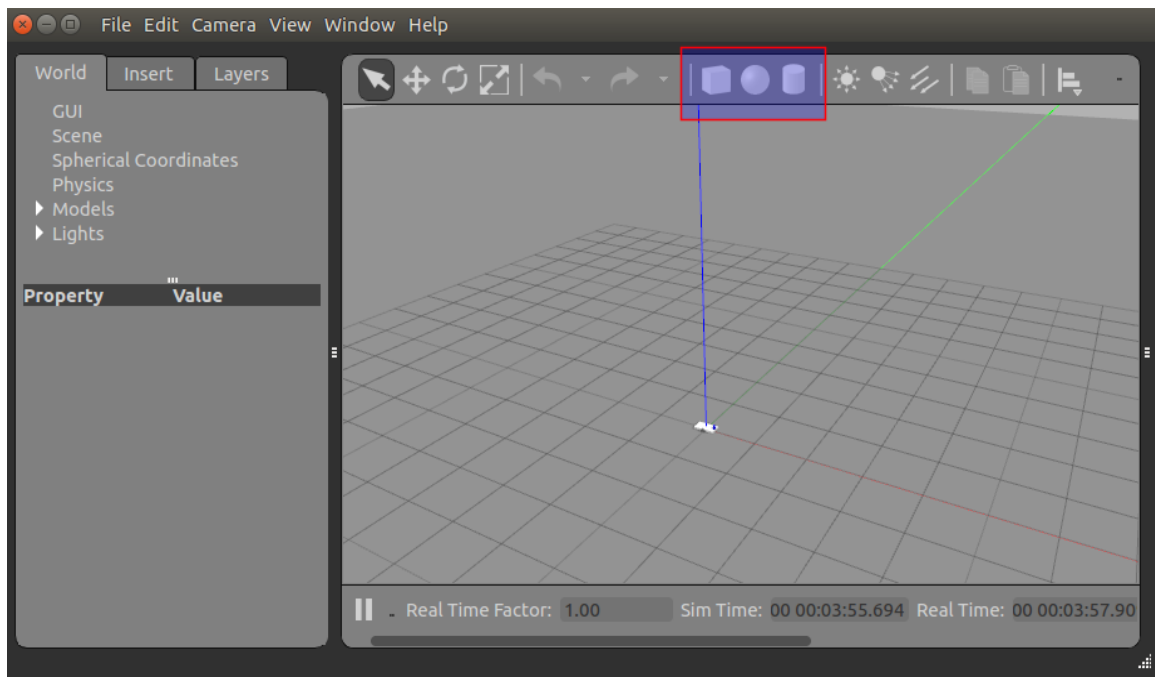 File Edit Camera View Window Help
World Insert Layers
GUI
Scene
Spherical Coordinates
Physics
Models
Lights
Property Value
Real Time Factor: 1.00 Sim Time: 00 00:03:55.694 Real Time: 00 00:03:57.90